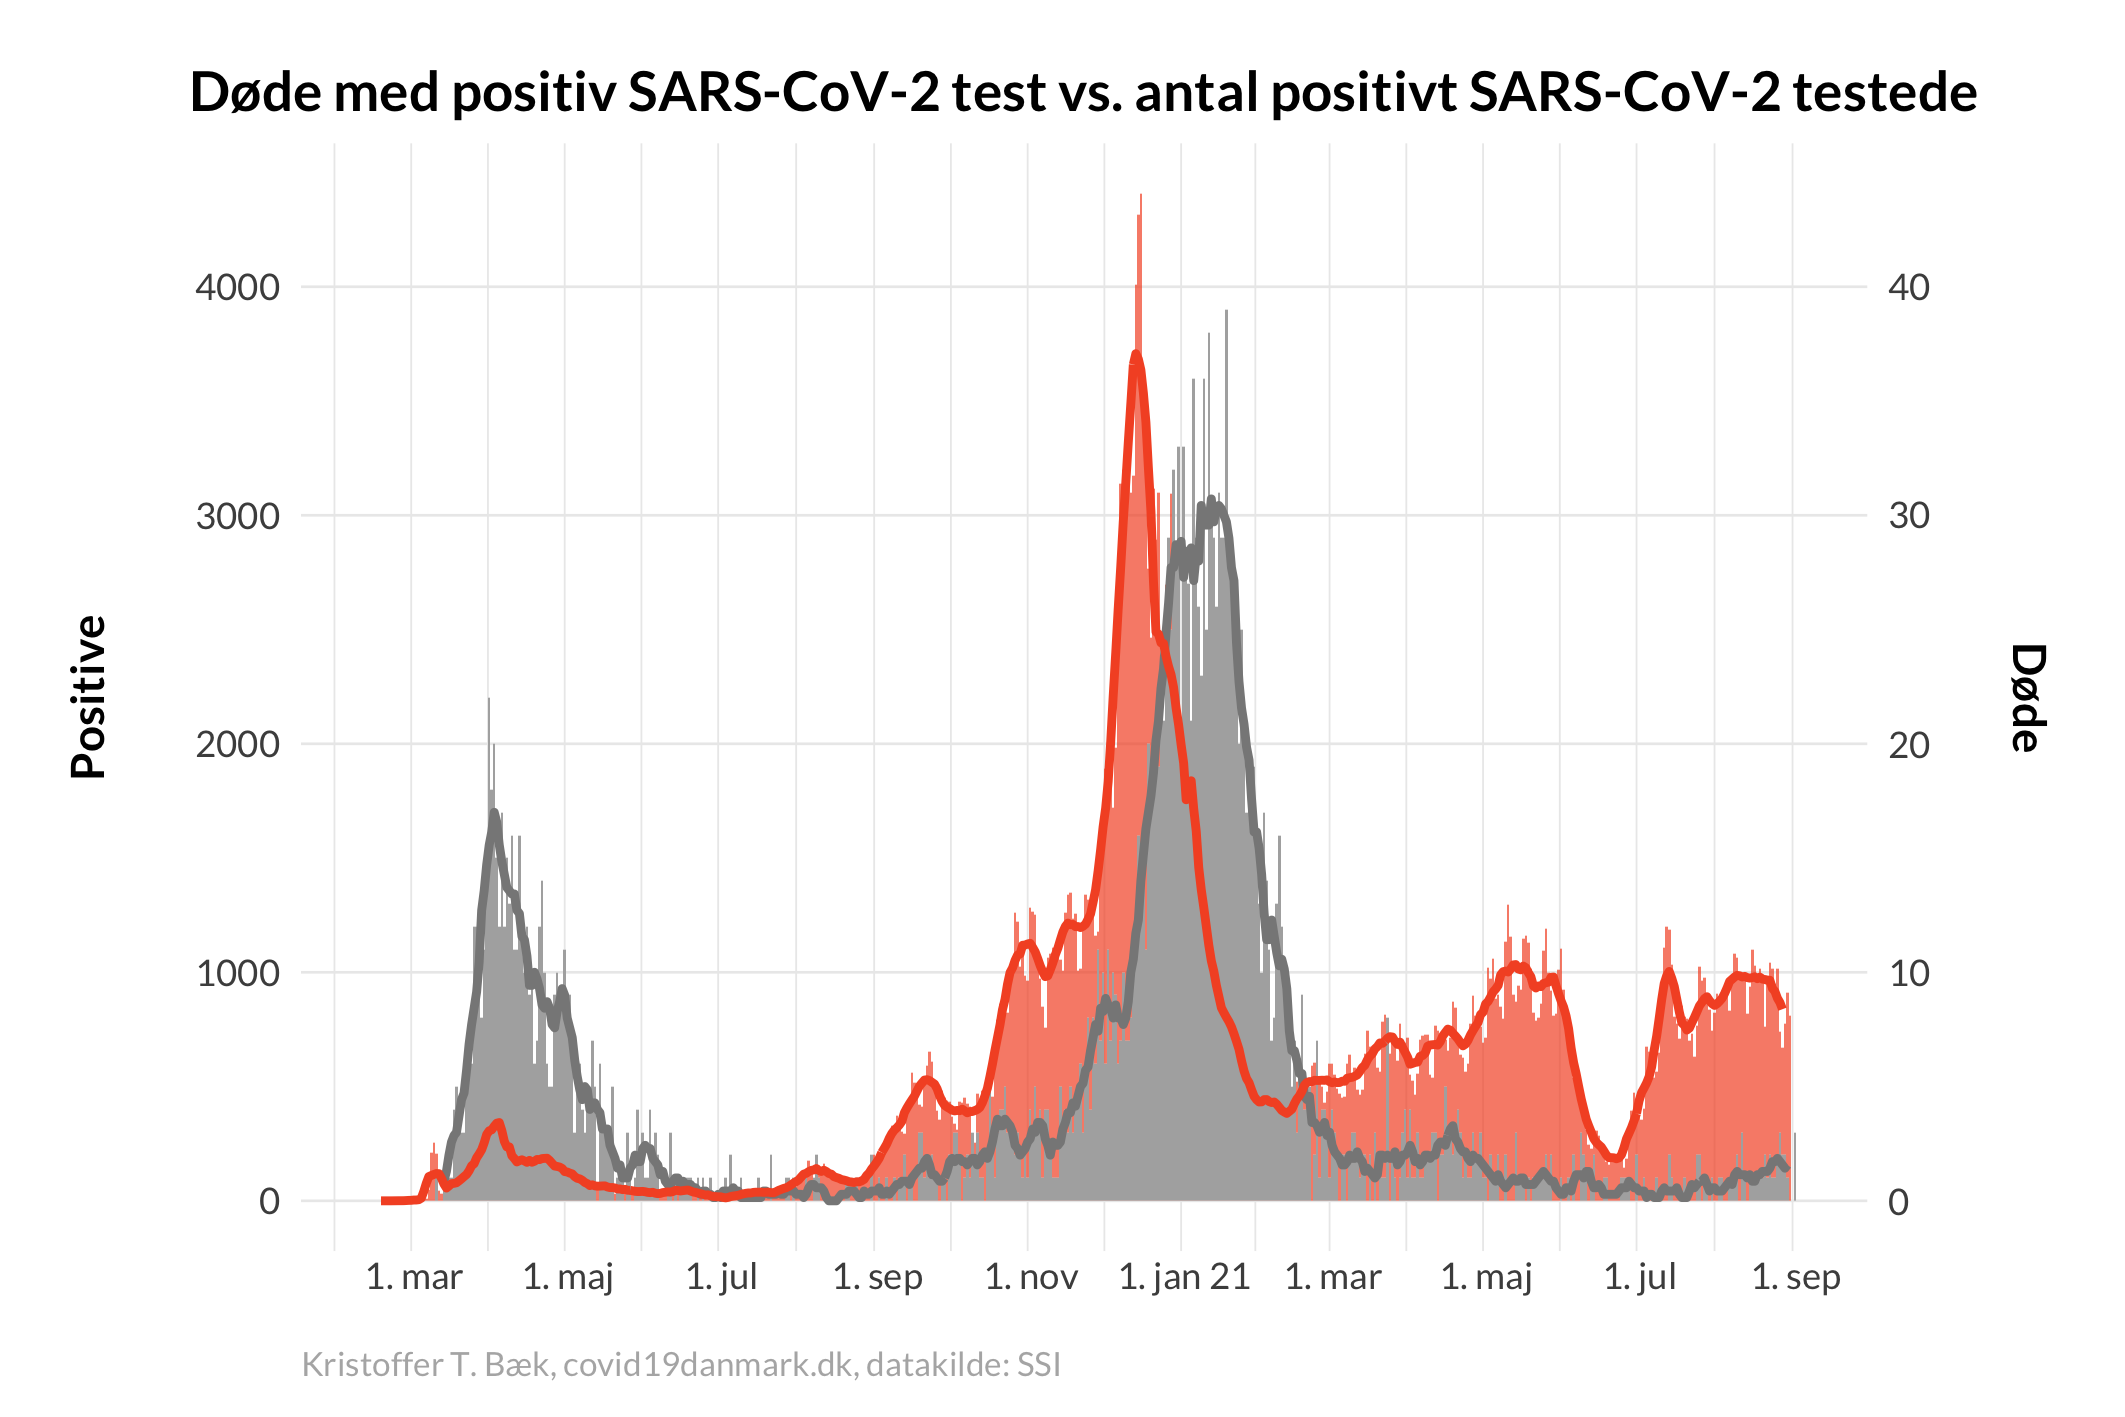 Døde med positiv SARS-CoV-2 test vs. antal positivt SARS-CoV-2 testede
Positive
4000
3000
2000
1000
0
40
30
20
10
0
Døde
1. mar
1. maj
1. jul
1. sep
1. nov
1. jan 21
1. mar
1. maj
1. jul
1. sep
Kristoffer T. Bæk, covid19danmark.dk, datakilde: SSI